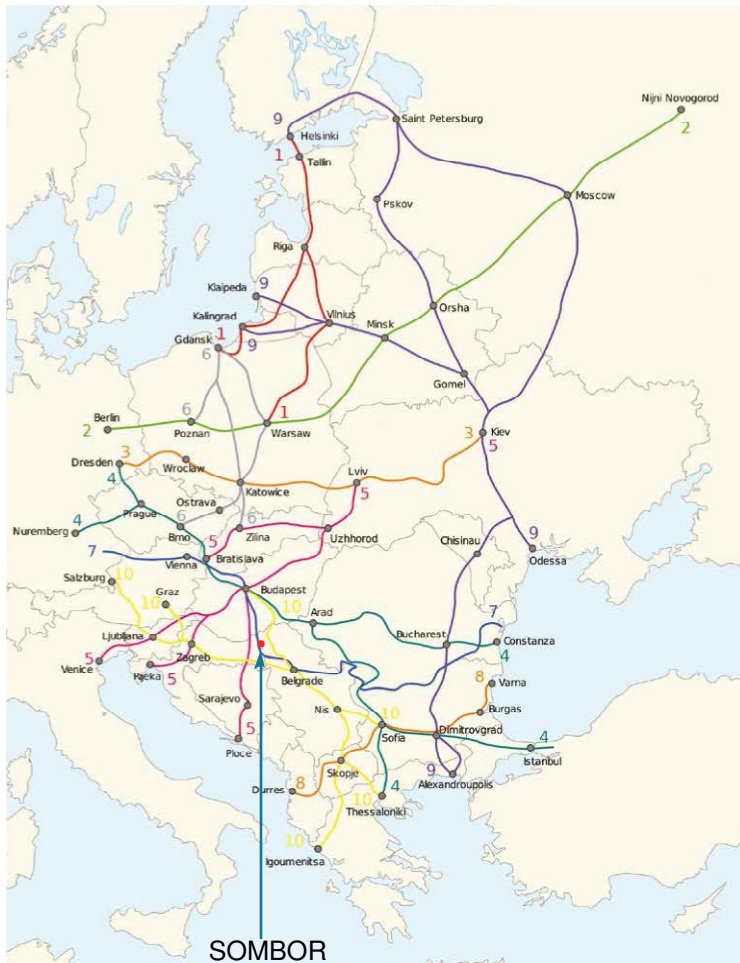 Nijni Novogorod
2
9
Saint Petersburg
Helsinki
1
Tallin
Moscow
Pskov
Riga
Klaipeda
9
Orsha
Kalingrad
Vilnius
Minsk
1
Gdansk
6
9
Gomel
Berlin
2
6
Poznan
1
Warsaw
3
Kiev
5
Dresden
3
Wroclaw
Lviv
5
4
Katowice
Ostrava
4
Prague
6
6
Nuremberg
Brno
5
Zilina
Uzhhorod
9
Chisinau
Odessa
7
Vienna
Bratislava
Salzburg
10
Graz
10
Budapest
10
Arad
7
Ljubljana
Bucharest
Constanza
4
Zagreb
Venice
5
Rjeka
5
Belgrade
8
Varna
Sarajevo
Nis
10
Burgas
5
Sofia
Dimitrovgrad
4
Ploce
Istanbul
Skopje
9
Durres
8
10
4
Alexandroupolis
Thessaloniki
10
Igoumenitsa
SOMBOR